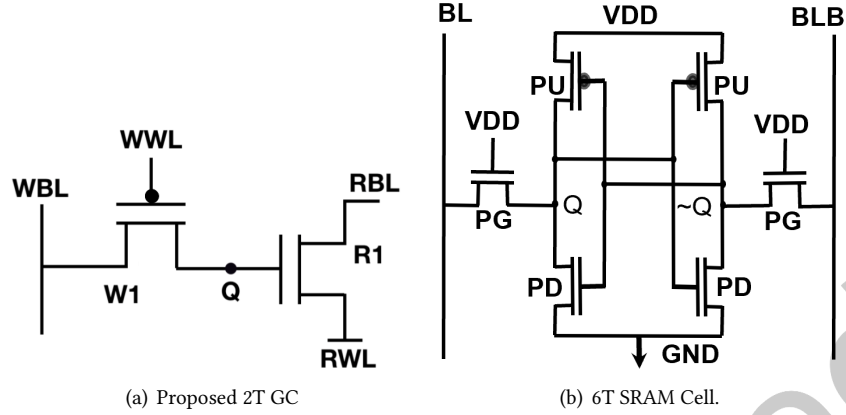 BL
VDD
BLB
PU
PU
VDD
VDD
WWL
WBL
RBL
PG
Q
~Q
PG
W1
Q
R1
PD
PD
RWL
GND
(a) Proposed 2T GC
(b) 6T SRAM Cell.